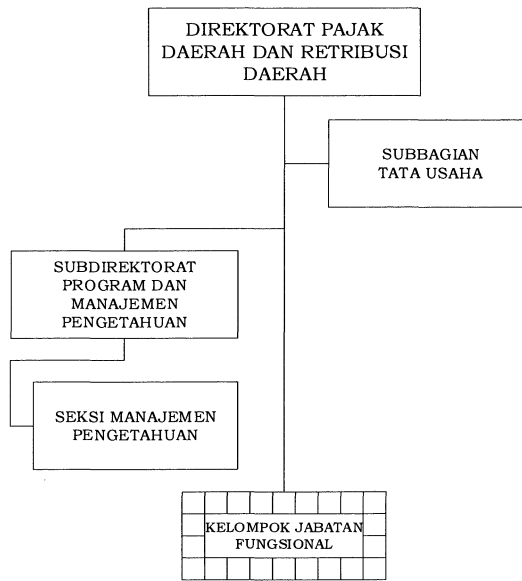 DIREKTORAT PAJAK
DAERAH DAN RETRIBUSI
DAERAH
SUBBAGIAN
TATA USAHA
SUBDIREKTORAT
PROGRAM DAN
MANAJEMEN
PENGETAHUAN
SEKSI MANAJEMEN
PENGETAHUAN
KELOMPOK JABATAN
FUNGSIONAL